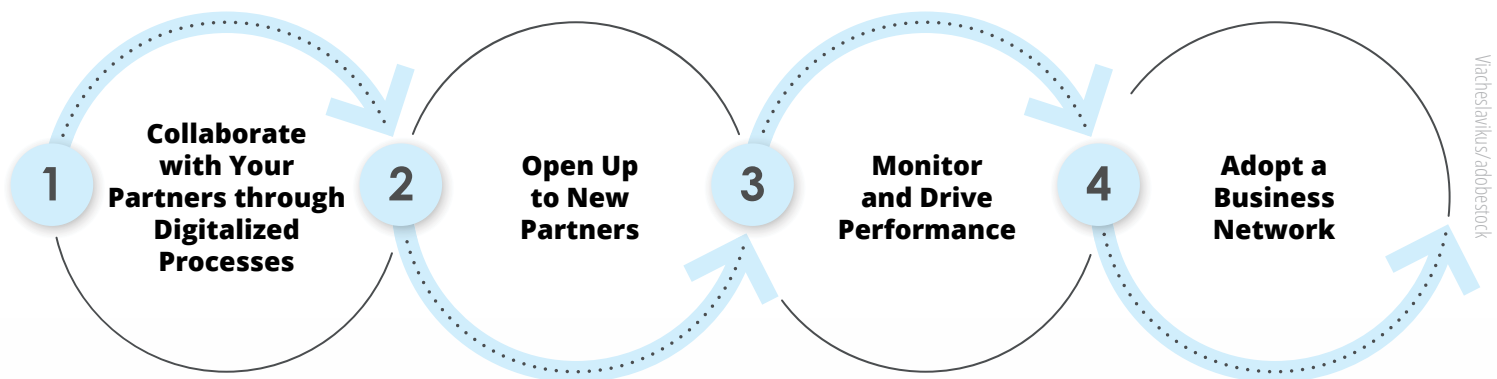 1
Collaborate
with Your
Partners through
Digitalized
Processes
2
Open Up
to New
Partners
3
Monitor
and Drive
Performance
4
Adopt a
Business
Network
Viacheslavikus/adobestock